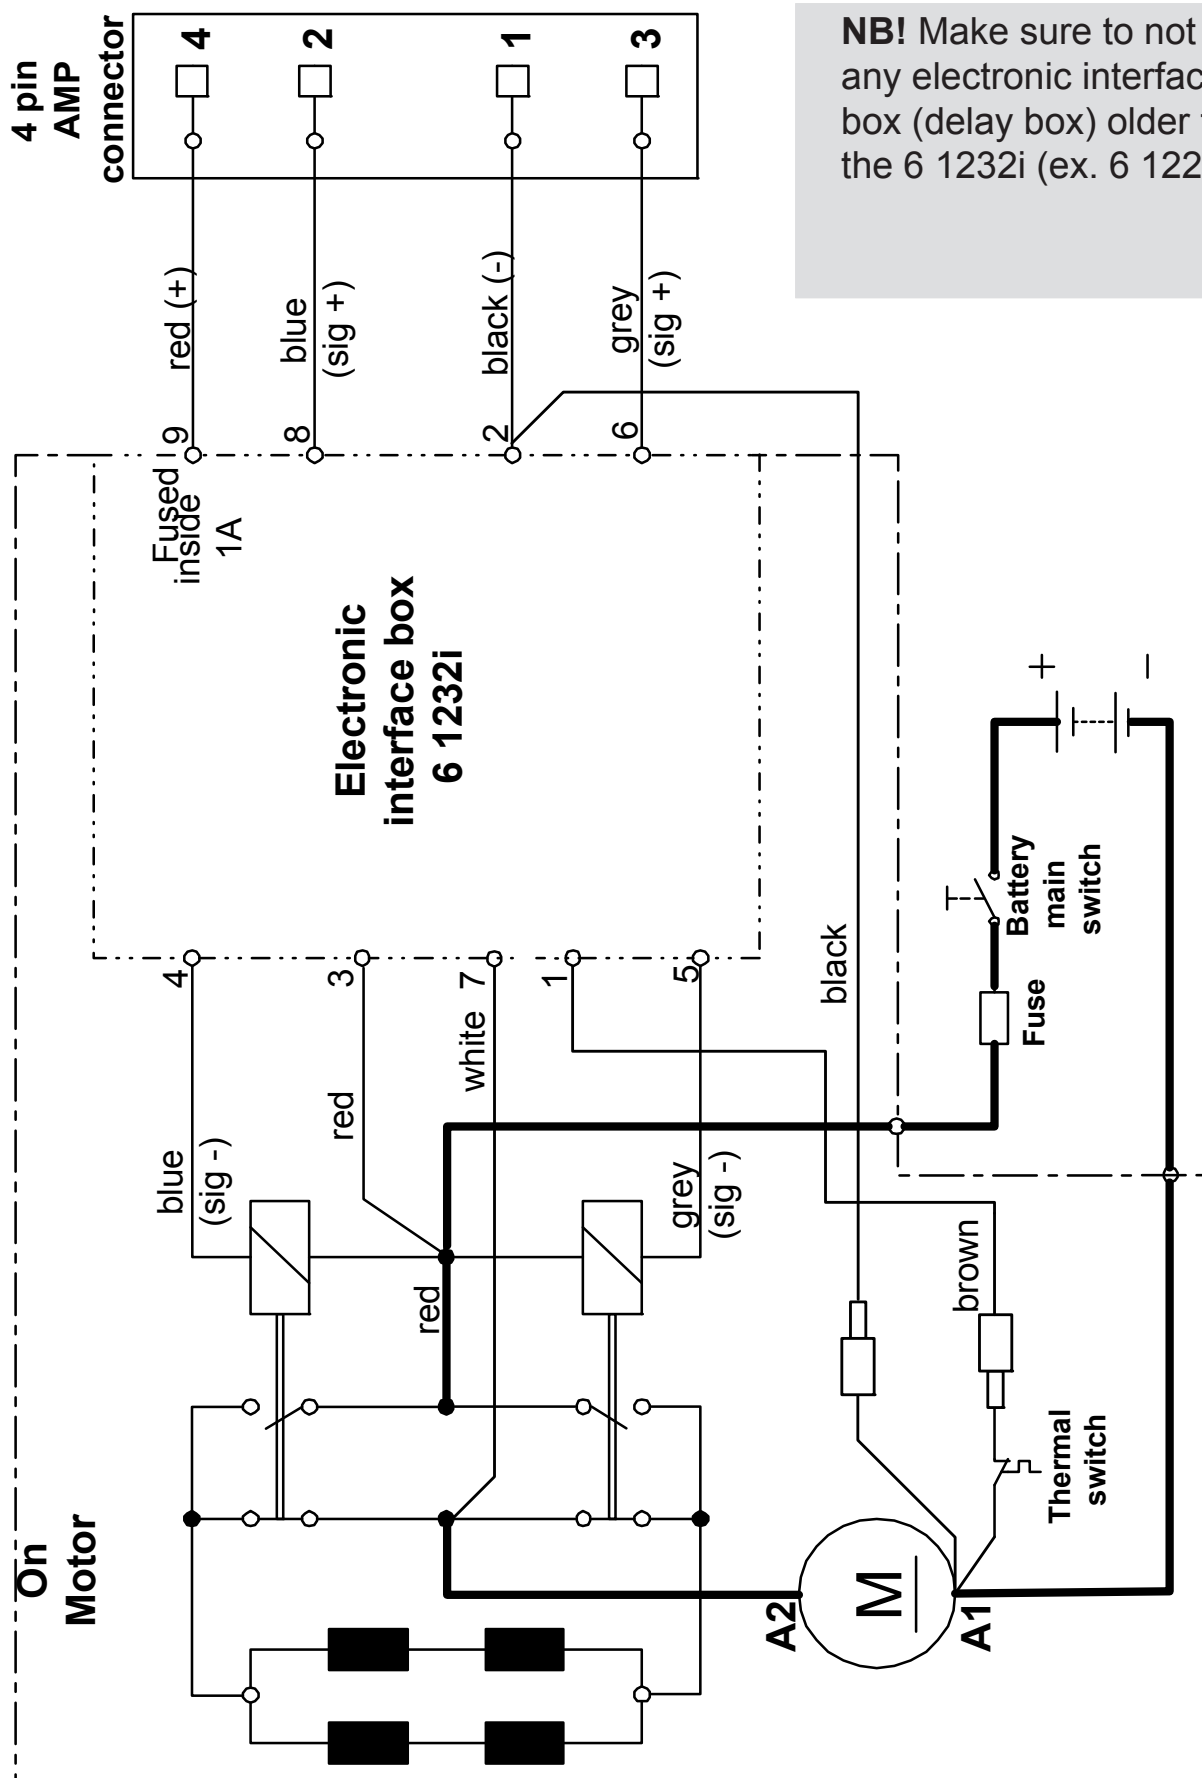 4 pin
AMP
connector
4
2
1
3
NB! Make sure to not
any electronic
box (delay box) older
the 6 1232i (ex. 6
red (+)
blue
(sig +)
black (-)
grey
(sig +)
9
8
2
6
Fused
inside
1A
Electronic
interface box
6 1232i
4
3
7
1
5
blue
(sig -)
red
white
grey
(sig -)
black
red
brown
+
-
Battery
main
switch
Fuse
Thermal
switch
On
Motor
A2
M
A1